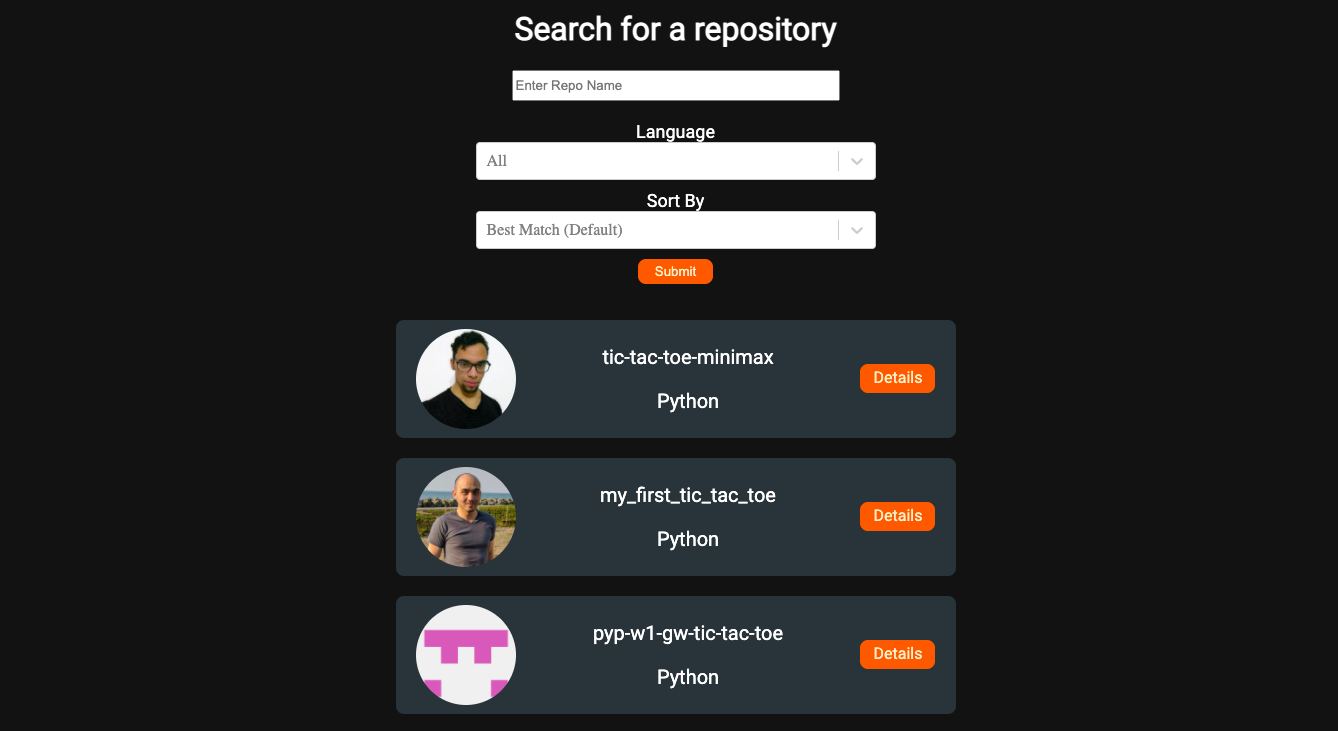 Search for a repository
Enter Repo Name
Language
All
Sort By
Best Match (Default)
Submit
tic-tac-toe-minimax
Details
Python
my_first_tic_tac_toe
Details
Python
pyp-w1-gw-tic-tac-toe
Details
Python